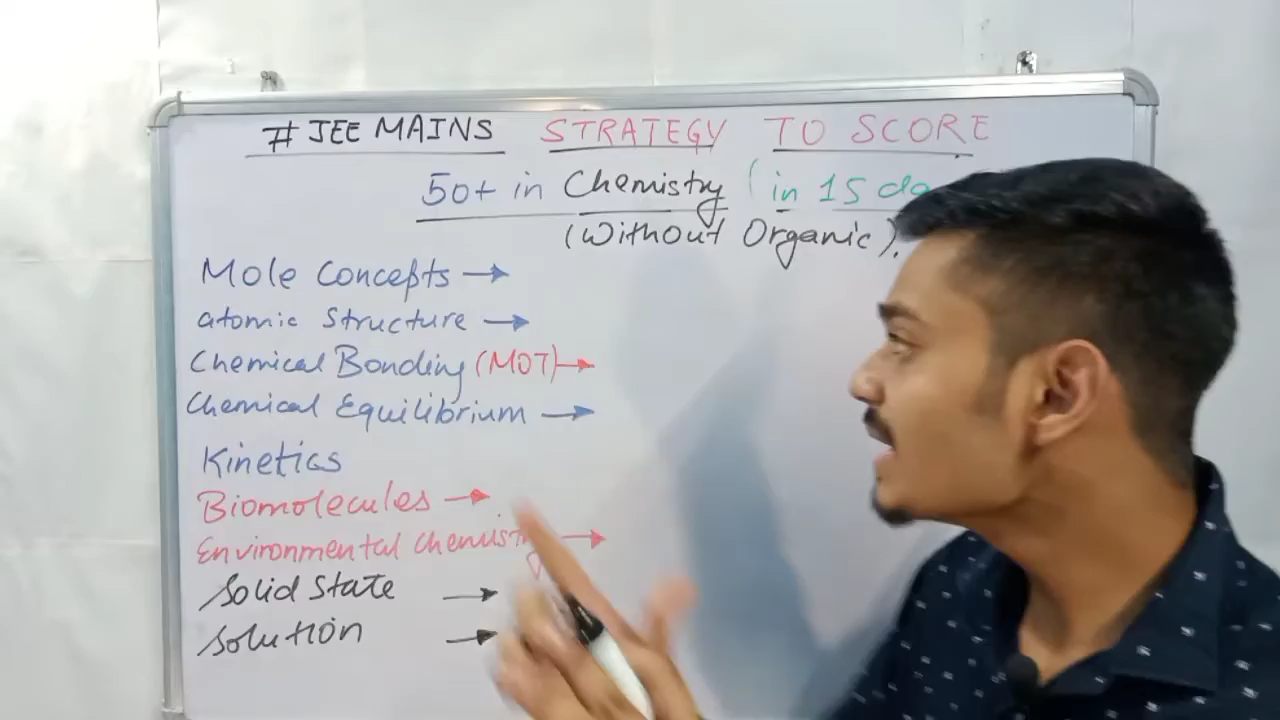 # JEE MAINS STRATEGY TO SCORE
50+ in Chemistry (in 15
(Without Organic).
Mole Concepts →
atomic Structure →
Chemical Bonding (MOT) →
Chemical Equilibrium →
Kinetics
Biomolecules →
Environmental Chemistry →
Solid State →
Solution →